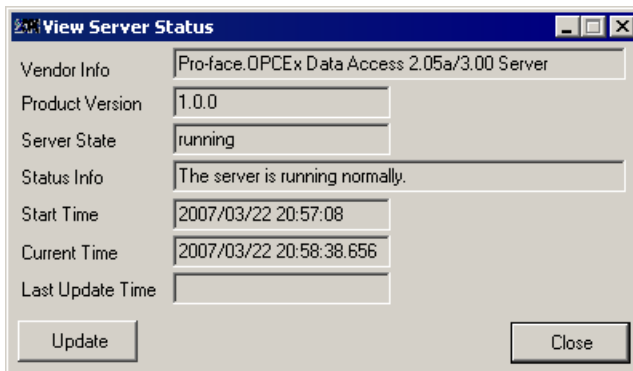 View Server Status
Vendor Info Pro-face.OPCEx Data Access 2.05a/3.00 Server
Product Version 1.0.0
Server State running
Status Info The server is running normally.
Start Time 2007/03/22 20:57:08
Current Time 2007/03/22 20:58:38.656
Last Update Time
Update Close